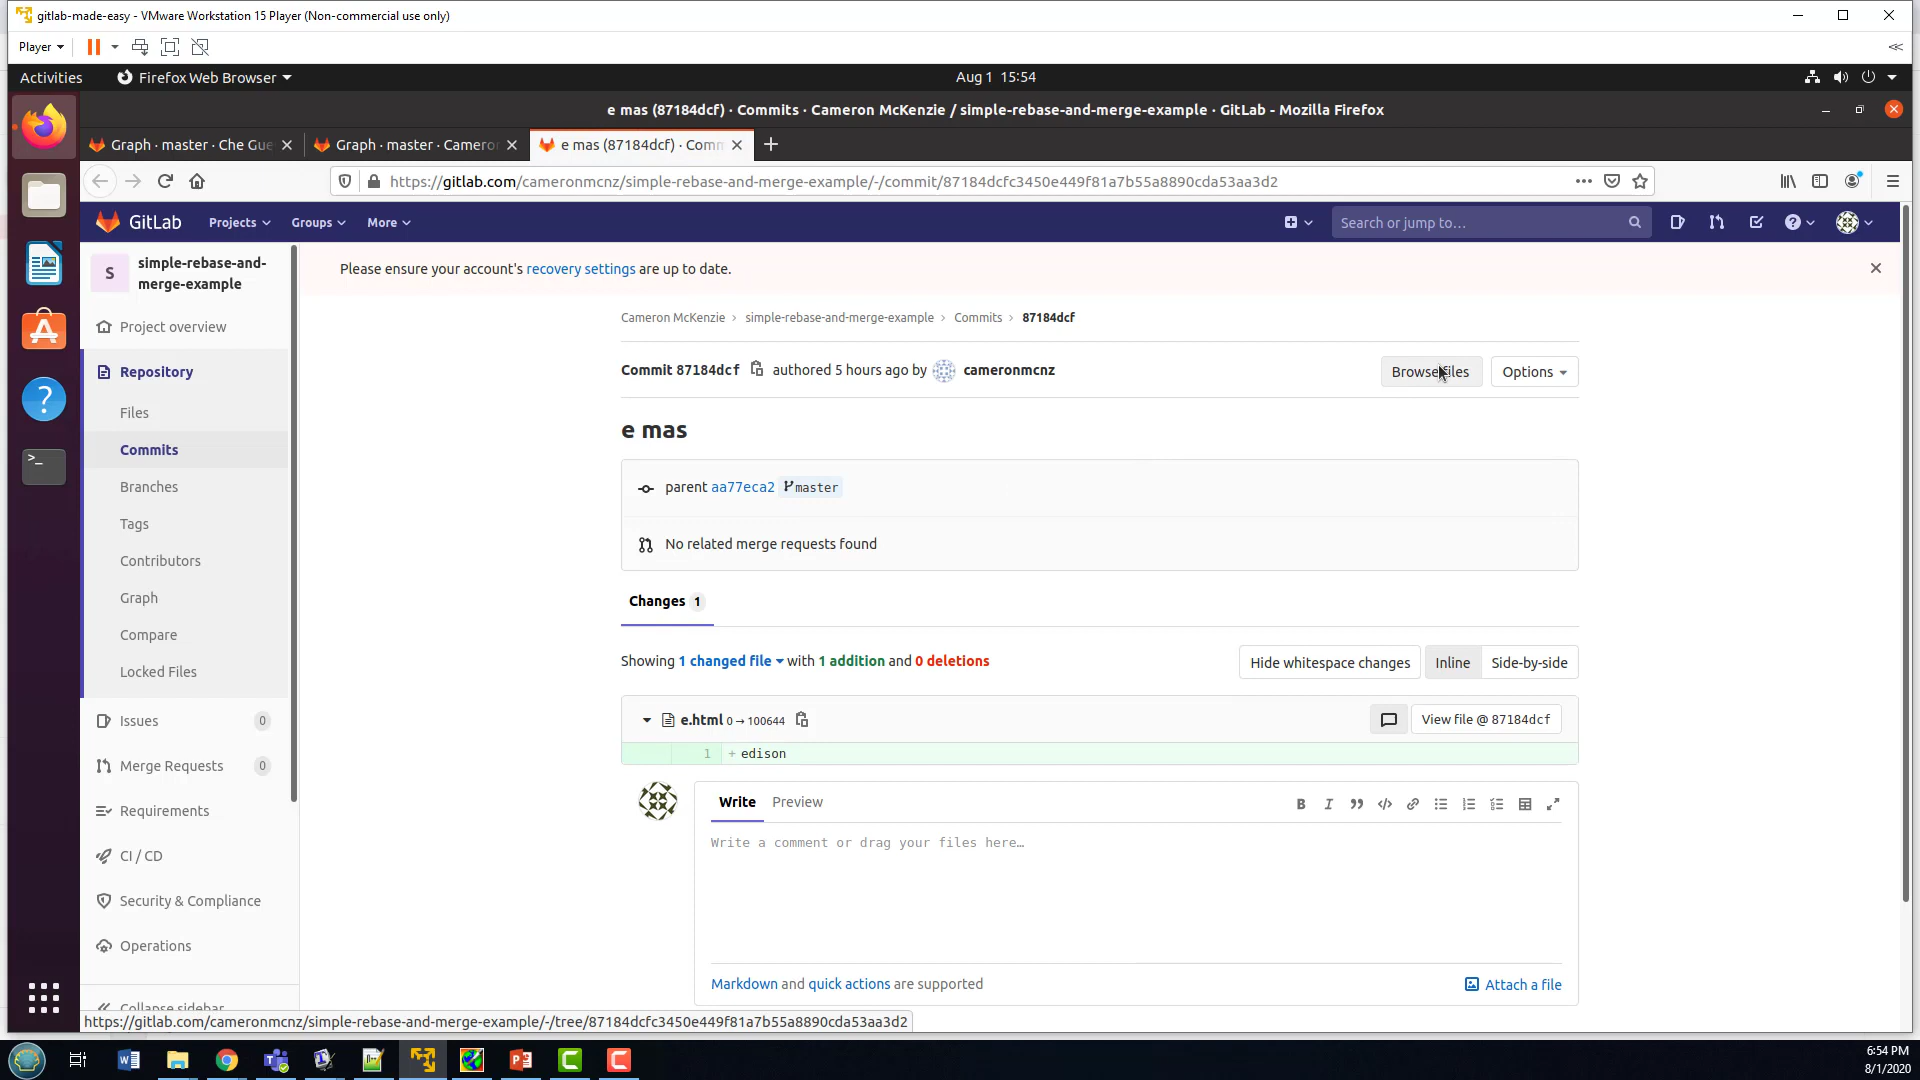 gitlab-made-easy - VMware Workstation 15 Player (Non-commercial use only)
Player
Activities
Firefox Web Browser
Aug 1 15:54
e mas (87184dcf) · Commits · Cameron McKenzie / simple-rebase-and-merge-example · GitLab - Mozilla Firefox
Graph · master · Che Gue
Graph · master · Camero
e mas (87184dcf) · Comm
https://gitlab.com/cameronmcnz/simple-rebase-and-merge-example/-/commit/87184dcfc3450e449f81a7b55a8890cda53aa3d2
GitLab
Projects
Groups
More
Search or jump to…
S
simple-rebase-and-
merge-example
Please ensure your account's recovery settings are up to date.
Project overview
Repository
Files
Commits
Branches
Tags
Contributors
Graph
Compare
Locked Files
Issues 0
Merge Requests 0
Requirements
CI / CD
Security & Compliance
Operations
Collapse sidebar
Cameron McKenzie > simple-rebase-and-merge-example > Commits > 87184dcf
Commit 87184dcf authored 5 hours ago by cameronmcnz
Browse files
Options
e mas
parent aa77eca2 master
No related merge requests found
Changes 1
Showing 1 changed file with 1 addition and 0 deletions
Hide whitespace changes
Inline
Side-by-side
e.html 0 → 100644
View file @ 87184dcf
1 + edison
Write
Preview
Write a comment or drag your files here…
Markdown and quick actions are supported
Attach a file
https://gitlab.com/cameronmcnz/simple-rebase-and-merge-example/-/tree/87184dcfc3450e449f81a7b55a8890cda53aa3d2
6:54 PM
8/1/2020